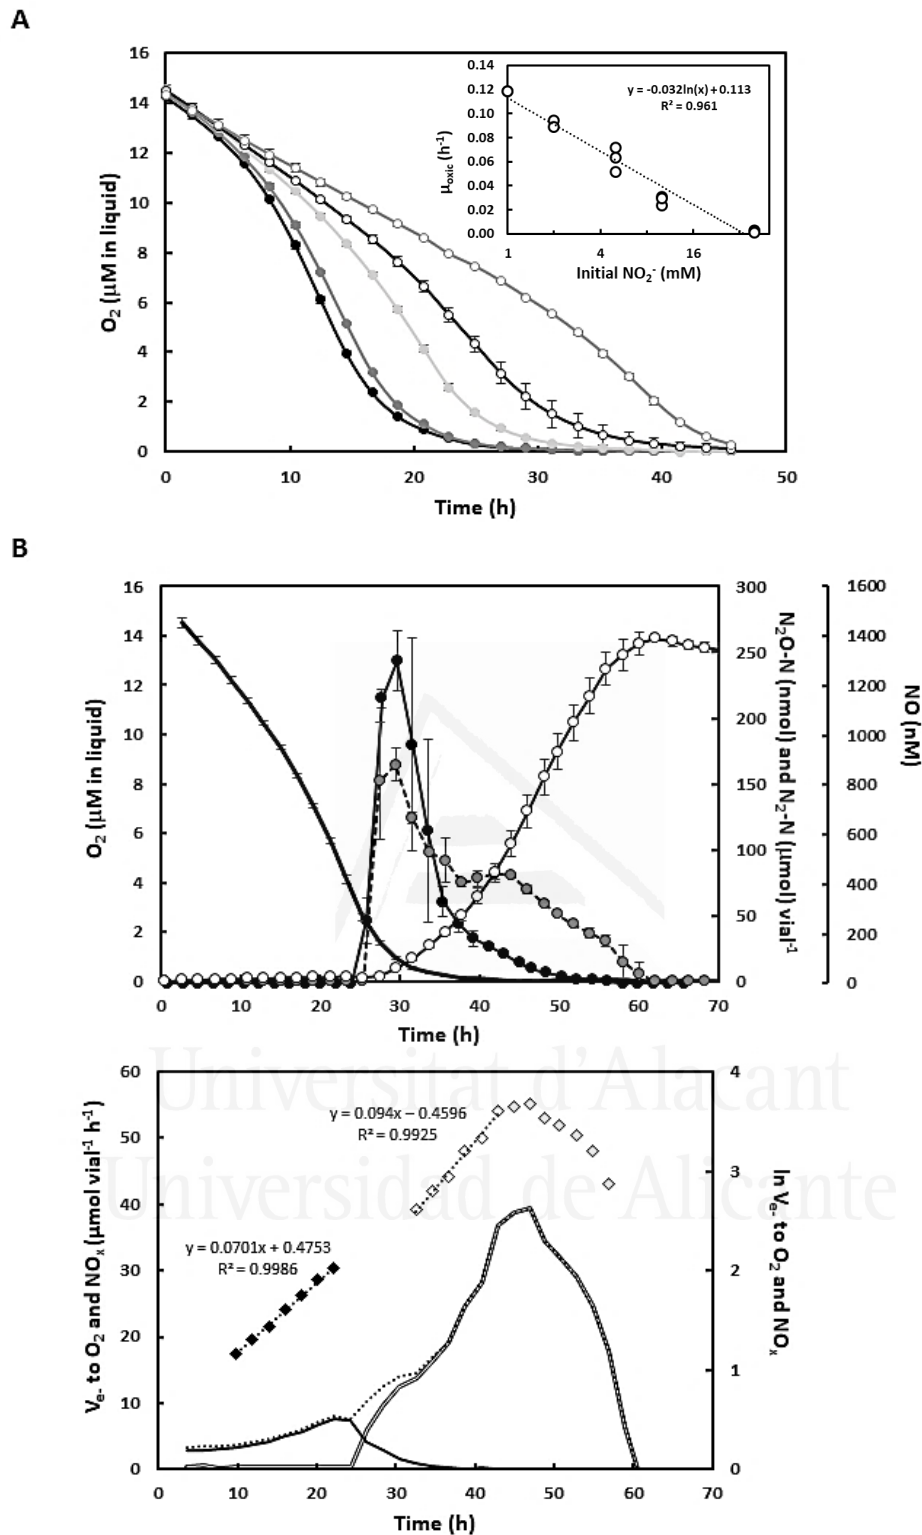 A
16
14
12
10
8
6
4
2
0
O₂ (µM in liquid)
0 10 20 30 40 50
Time (h)
0.14
0.12
0.10
0.08
0.06
0.04
0.02
0.00
µoxic (h⁻¹)
y = -0.032ln(x) + 0.113
R² = 0.961
1 4 16
Initial NO₂⁻ (mM)
B
16
14
12
10
8
6
4
2
0
O₂ (µM in liquid)
300
250
200
150
100
50
0
N₂O-N (nmol) and N₂-N (µmol) vial⁻¹
1600
1400
1200
1000
800
600
400
200
0
NO (nM)
0 10 20 30 40 50 60 70
Time (h)
Universitat d'Alacant
Universidad de Alicante
60
50
40
30
20
10
0
Vₑ₋ to O₂ and NOₓ (µmol vial⁻¹ h⁻¹)
y = 0.094x – 0.4596
R² = 0.9925
y = 0.0701x + 0.4753
R² = 0.9986
4
3
2
1
0
ln Vₑ₋ to O₂ and NOₓ
0 10 20 30 40 50 60 70
Time (h)